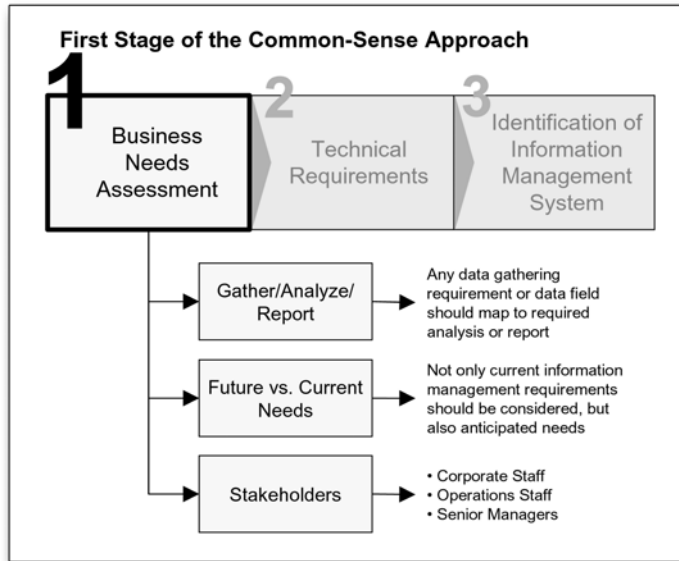 First Stage of the Common-Sense Approach
1
Business
Needs
Assessment
2
Technical
Requirements
3
Identification of
Information
Management
System
Gather/Analyze/
Report
Any data gathering
requirement or data field
should map to required
analysis or report
Future vs. Current
Needs
Not only current information
management requirements
should be considered, but
also anticipated needs
Stakeholders
• Corporate Staff
• Operations Staff
• Senior Managers